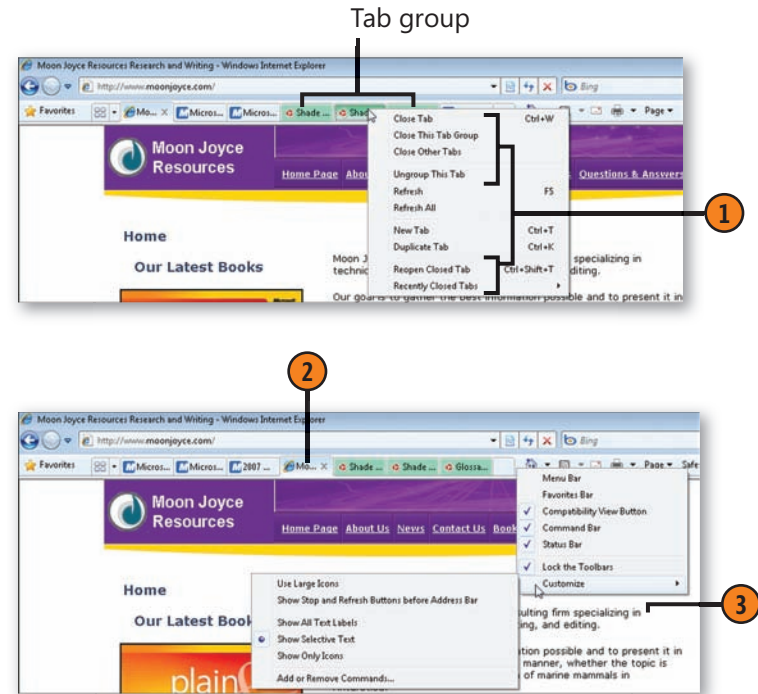 Tab group
Moon Joyce Resources Research and Writing - Windows Internet Explorer
http://www.moonjoyce.com/
Bing
Favorites
Mo...
Micros...
Micros...
Shade ...
Shad
Page
Close Tab Ctrl+W
Close This Tab Group
Close Other Tabs
Ungroup This Tab
Refresh F5
Refresh All
New Tab Ctrl+T
Duplicate Tab Ctrl+K
Reopen Closed Tab Ctrl+Shift+T
Recently Closed Tabs
1
Moon Joyce
Resources
Home Page Abou Questions & Answers
Home
Our Latest Books
Moon J specializing in
technic diting.
Our goal is to gather the best information possible and to present it in
2
Moon Joyce Resources Research and Writing - Windows Internet Explorer
http://www.moonjoyce.com/
Bing
Favorites
Micros...
Micros...
2007 ...
Mo...
Shade ...
Shade ...
Glossa...
Page
Safe
Menu Bar
Favorites Bar
Compatibility View Button
Command Bar
Status Bar
Lock the Toolbars
Customize
3
Moon Joyce
Resources
Home Page About Us News Contact Us Book
Home
Our Latest Book
Use Large Icons
Show Stop and Refresh Buttons before Address Bar
Show All Text Labels
Show Selective Text
Show Only Icons
Add or Remove Commands...
ulting firm specializing in
ing, and editing.
tion possible and to present it in
manner, whether the topic is
of marine mammals in
plain